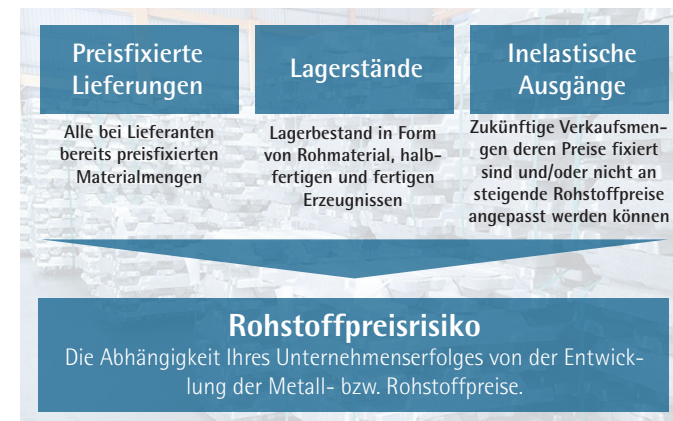 Preisfixierte
Lieferungen
Alle bei Lieferanten
bereits preisfixierten
Materialmengen
Lagerstände
Lagerbestand in Form
von Rohmaterial, halb-
fertigen und fertigen
Erzeugnissen
Inelastische
Ausgänge
Zukünftige Verkaufsmen-
gen deren Preise fixiert
sind und/oder nicht an
steigende Rohstoffpreise
angepasst werden können
Rohstoffpreisrisiko
Die Abhängigkeit Ihres Unternehmenserfolges von der Entwick-
lung der Metall- bzw. Rohstoffpreise.